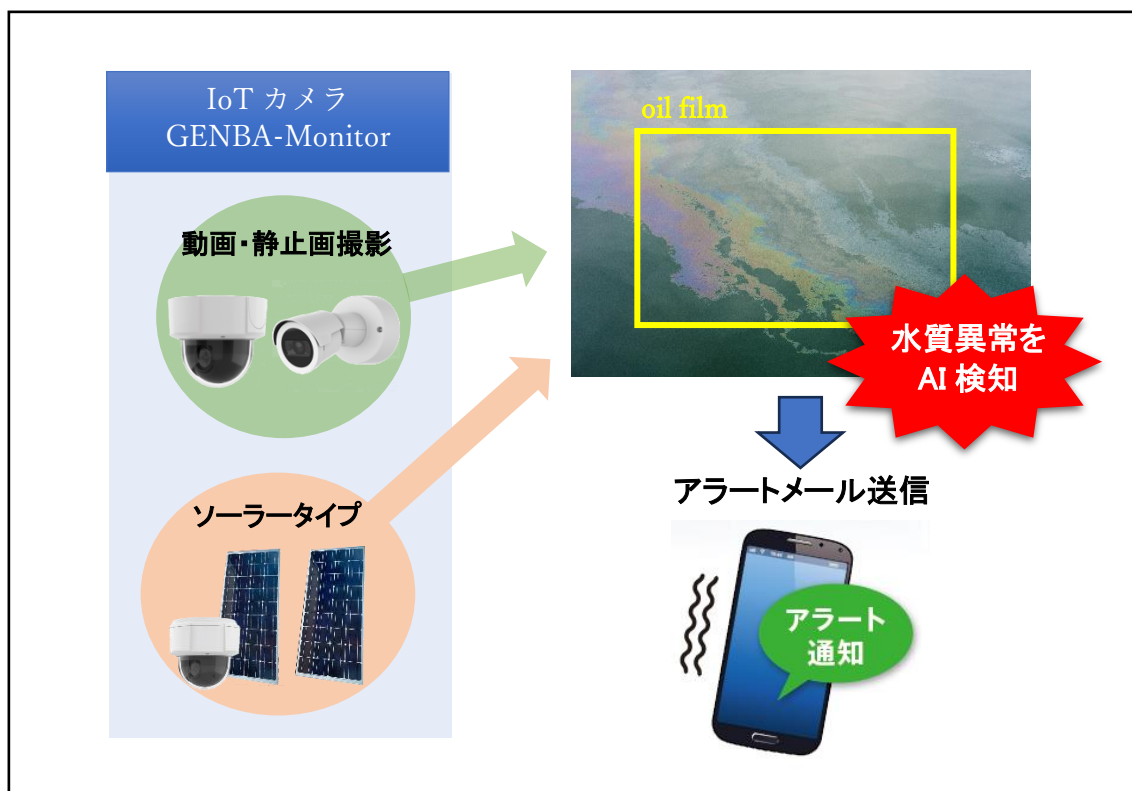 IoT カメラ
GENBA-Monitor
動画・静止画撮影
ソーラータイプ
oil film
水質異常を
AI 検知
アラートメール送信
アラート
通知